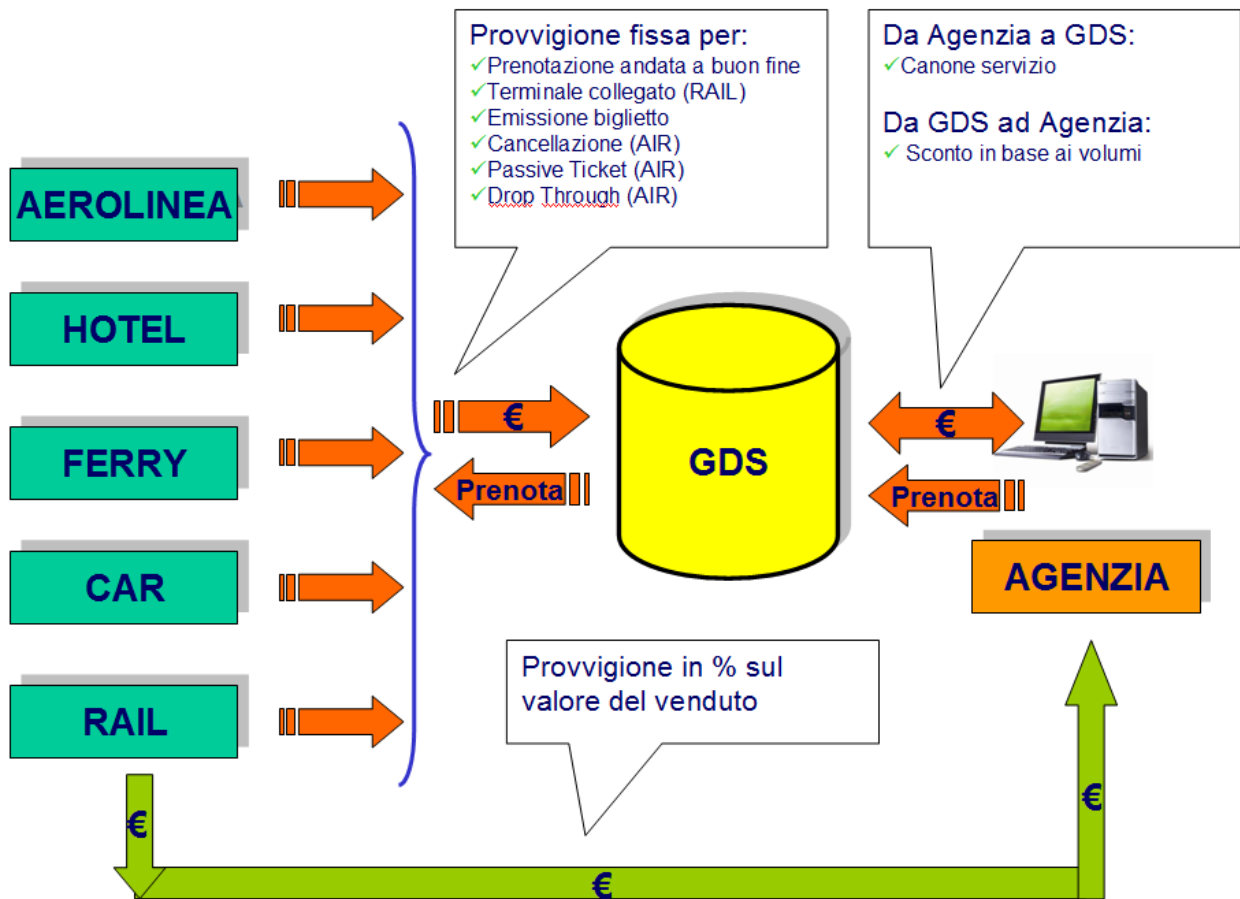 Provvigione fissa per:
✓Prenotazione andata a buon fine
✓Terminale collegato (RAIL)
✓Emissione biglietto
✓Cancellazione (AIR)
✓Passive Ticket (AIR)
✓Drop Through (AIR)
Da Agenzia a GDS:
✓Canone servizio
Da GDS ad Agenzia:
✓ Sconto in base ai volumi
AEROLINEA
HOTEL
FERRY
CAR
RAIL
€
Prenota
GDS
€
Prenota
AGENZIA
Provvigione in % sul
valore del venduto
€
€
€